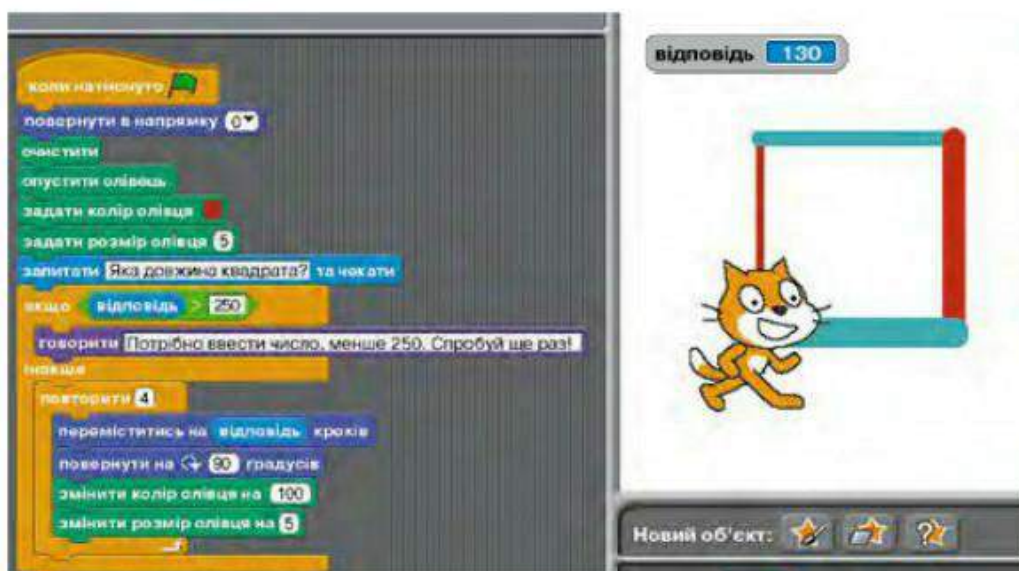 коли натиснуто
повернути в напрямку 0
очистити
опустити олівець
задати колір олівця
задати розмір олівця 5
запитати Яка довжина квадрата? та чекати
якщо відповідь > 250
говорити Потрібно ввести число, менше 250. Спробуй ще раз!
інакше
повторити 4
переміститись на відповідь кроків
повернути на 90 градусів
змінити колір олівця на 100
змінити розмір олівця на 5
відповідь 130
Новий об'єкт: